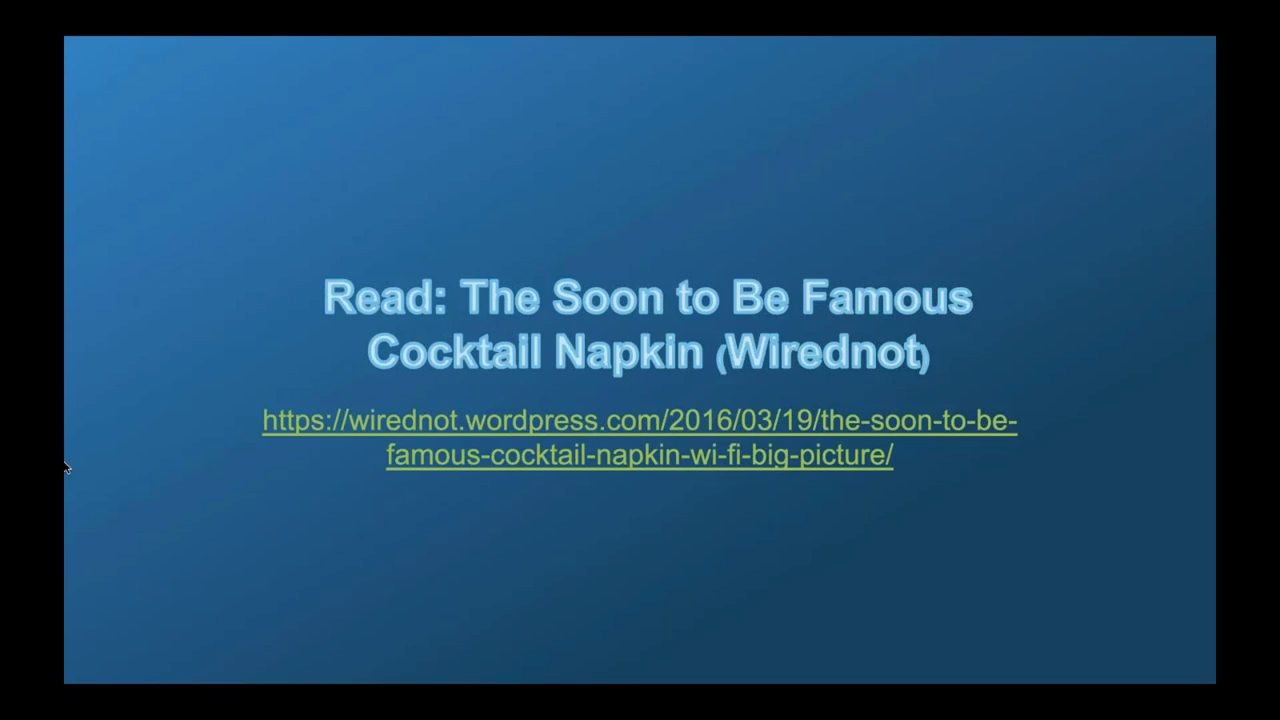 Read: The Soon to Be Famous
Cocktail Napkin (Wirednot)
https://wirednot.wordpress.com/2016/03/19/the-soon-to-be-
famous-cocktail-napkin-wi-fi-big-picture/